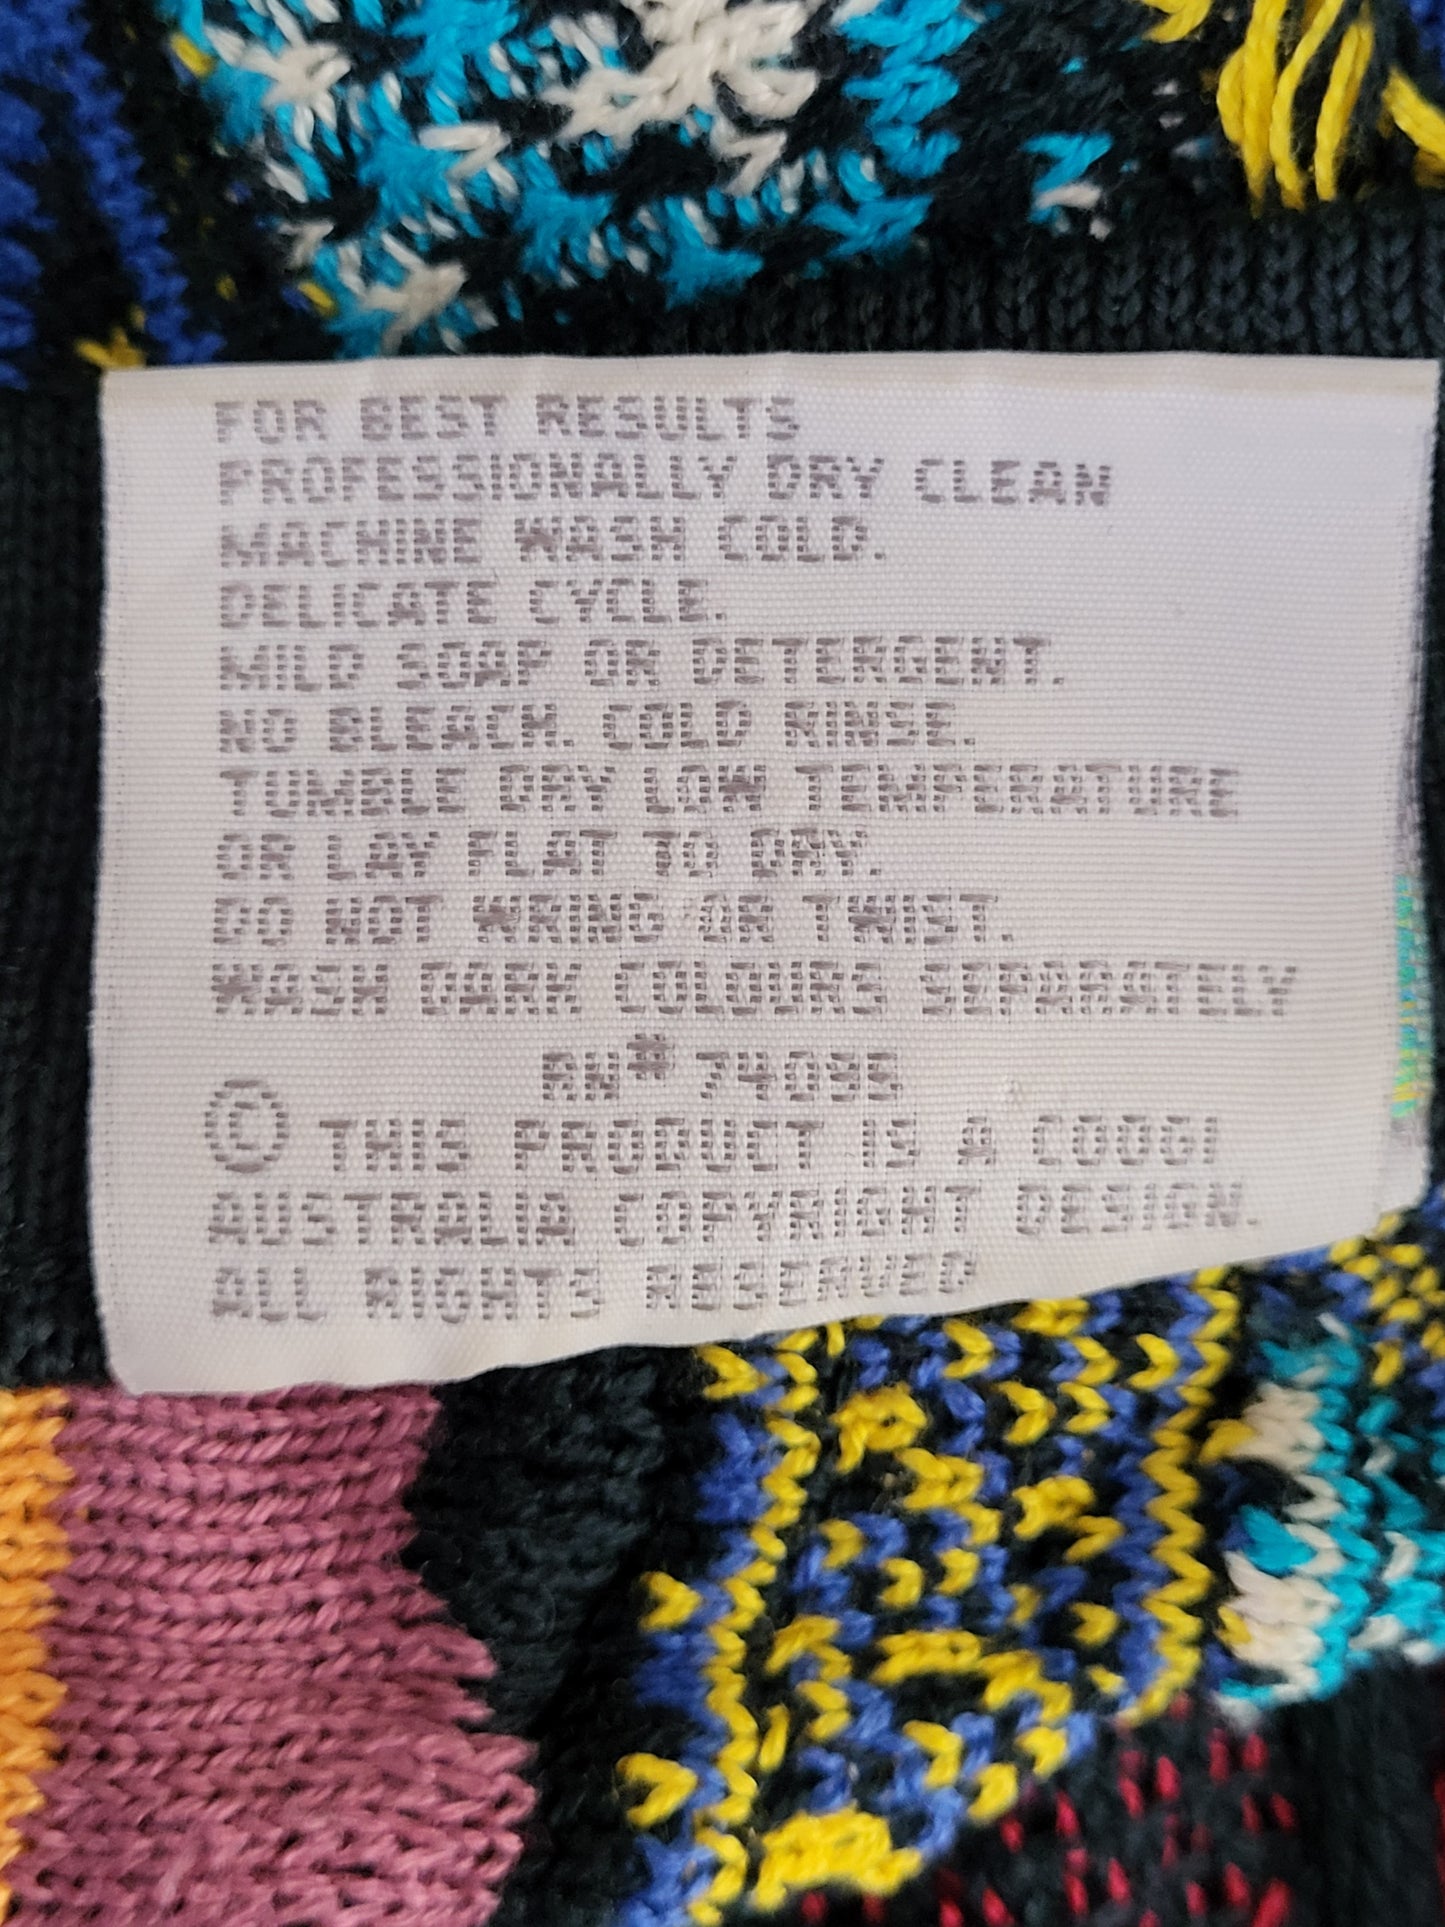 FOR BEST RESULTS
PROFESSIONALLY DRY CLEAN
MACHINE WASH COLD.
DELICATE CYCLE.
MILD SOAP OR DETERGENT.
NO BLEACH. COLD RINSE.
TUMBLE DRY LOW TEMPERATURE
OR LAY FLAT TO DRY.
DO NOT WRING OR TWIST.
WASH DARK COLOURS SEPARATELY
RN# 74095
© THIS PRODUCT IS A COOGI
AUSTRALIA COPYRIGHT DESIGN.
ALL RIGHTS RESERVED